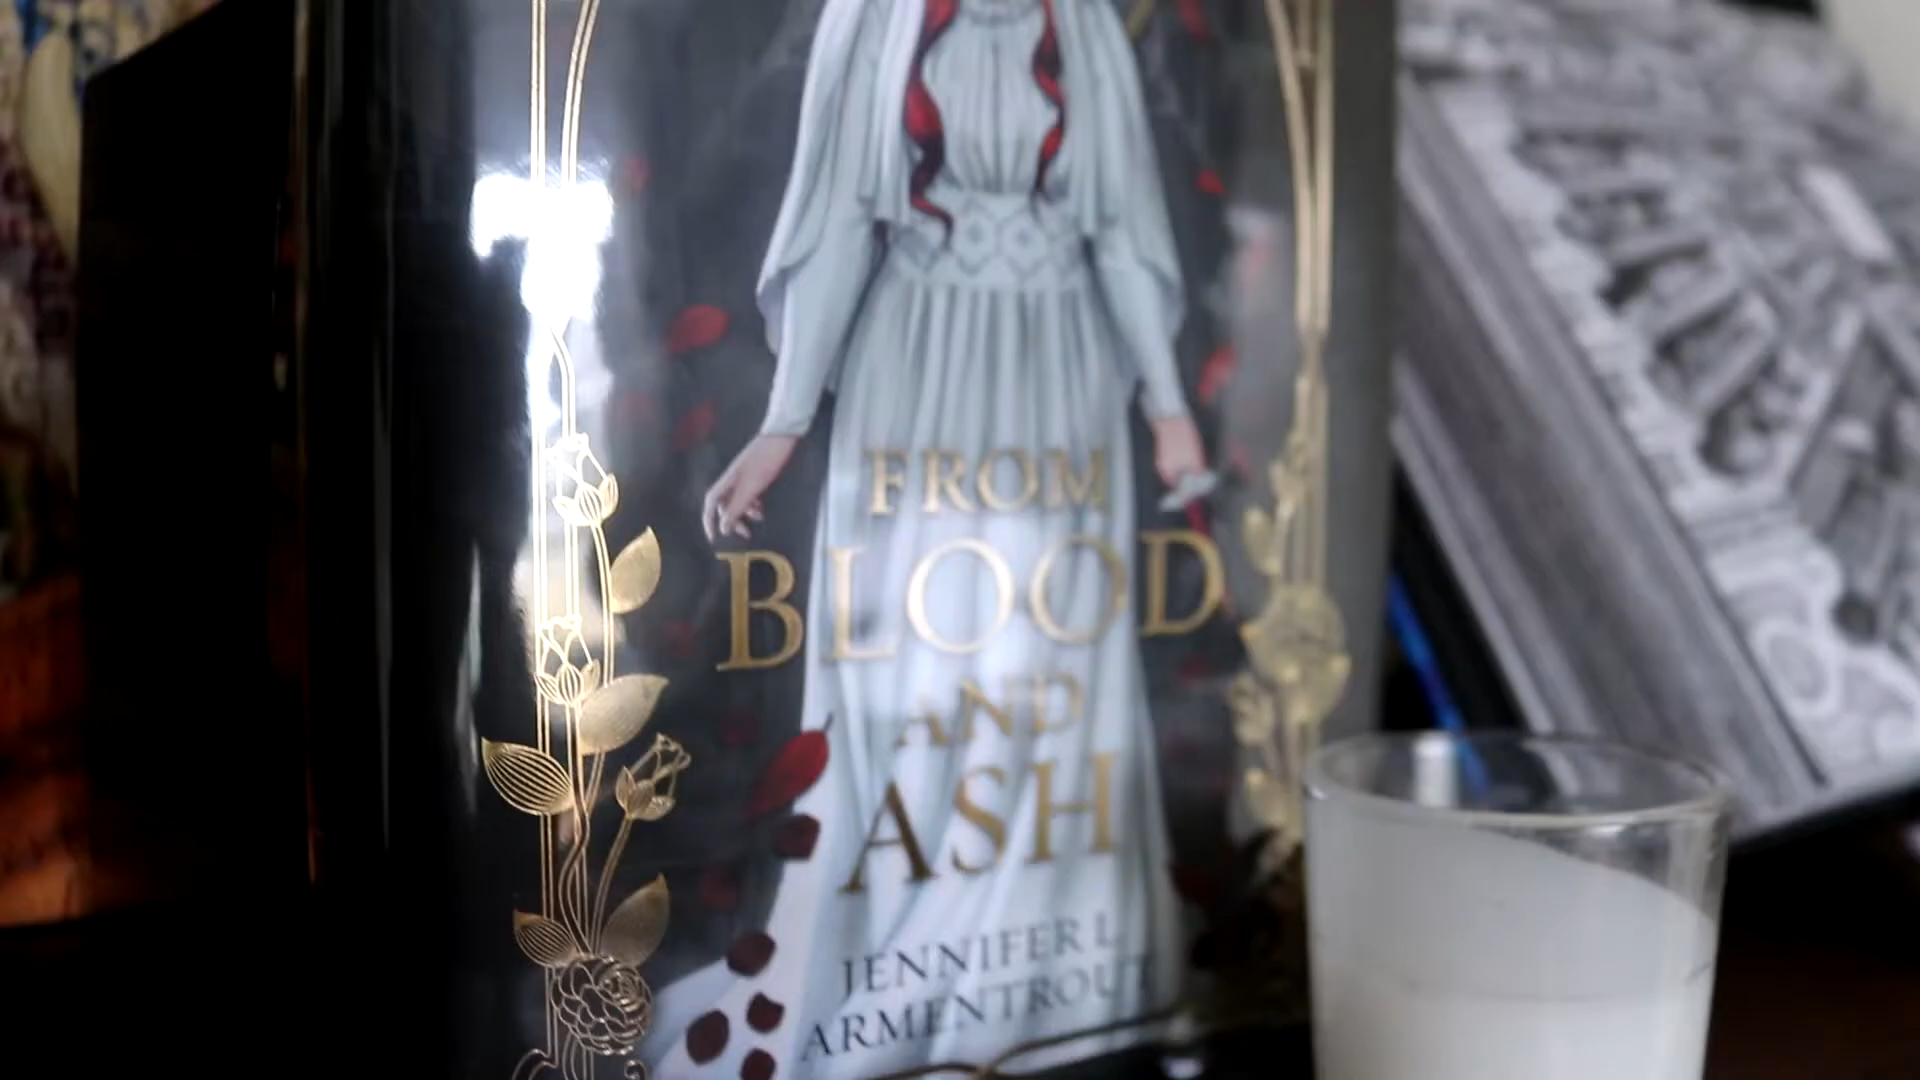 FROM
BLOOD
AND
ASH
JENNIFER L.
ARMENTROUT